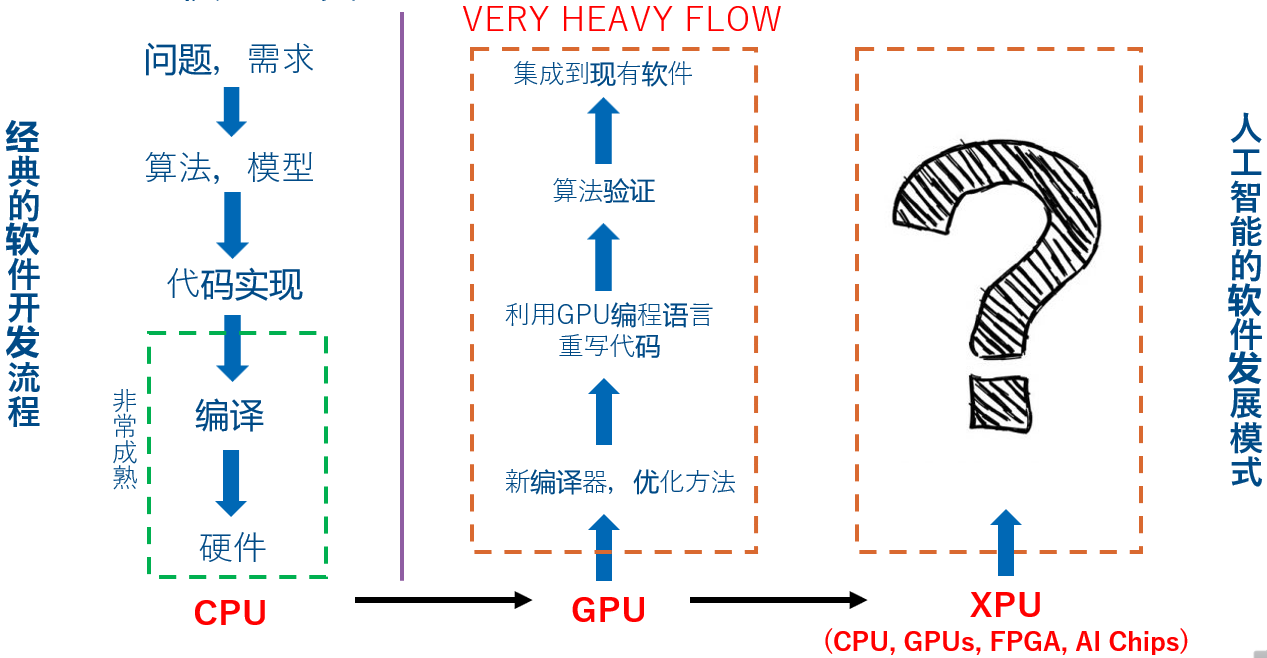 VERY HEAVY FLOW
经典的软件开发流程
问题，需求
算法，模型
代码实现
编译
硬件
非常成熟
CPU
集成到现有软件
算法验证
利用GPU编程语言
重写代码
新编译器，优化方法
GPU
XPU
(CPU, GPUs, FPGA, AI Chips)
人工智能的软件发展模式